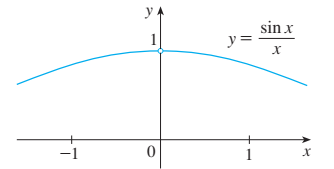 y
1
y = sin x / x
−1
0
1
x